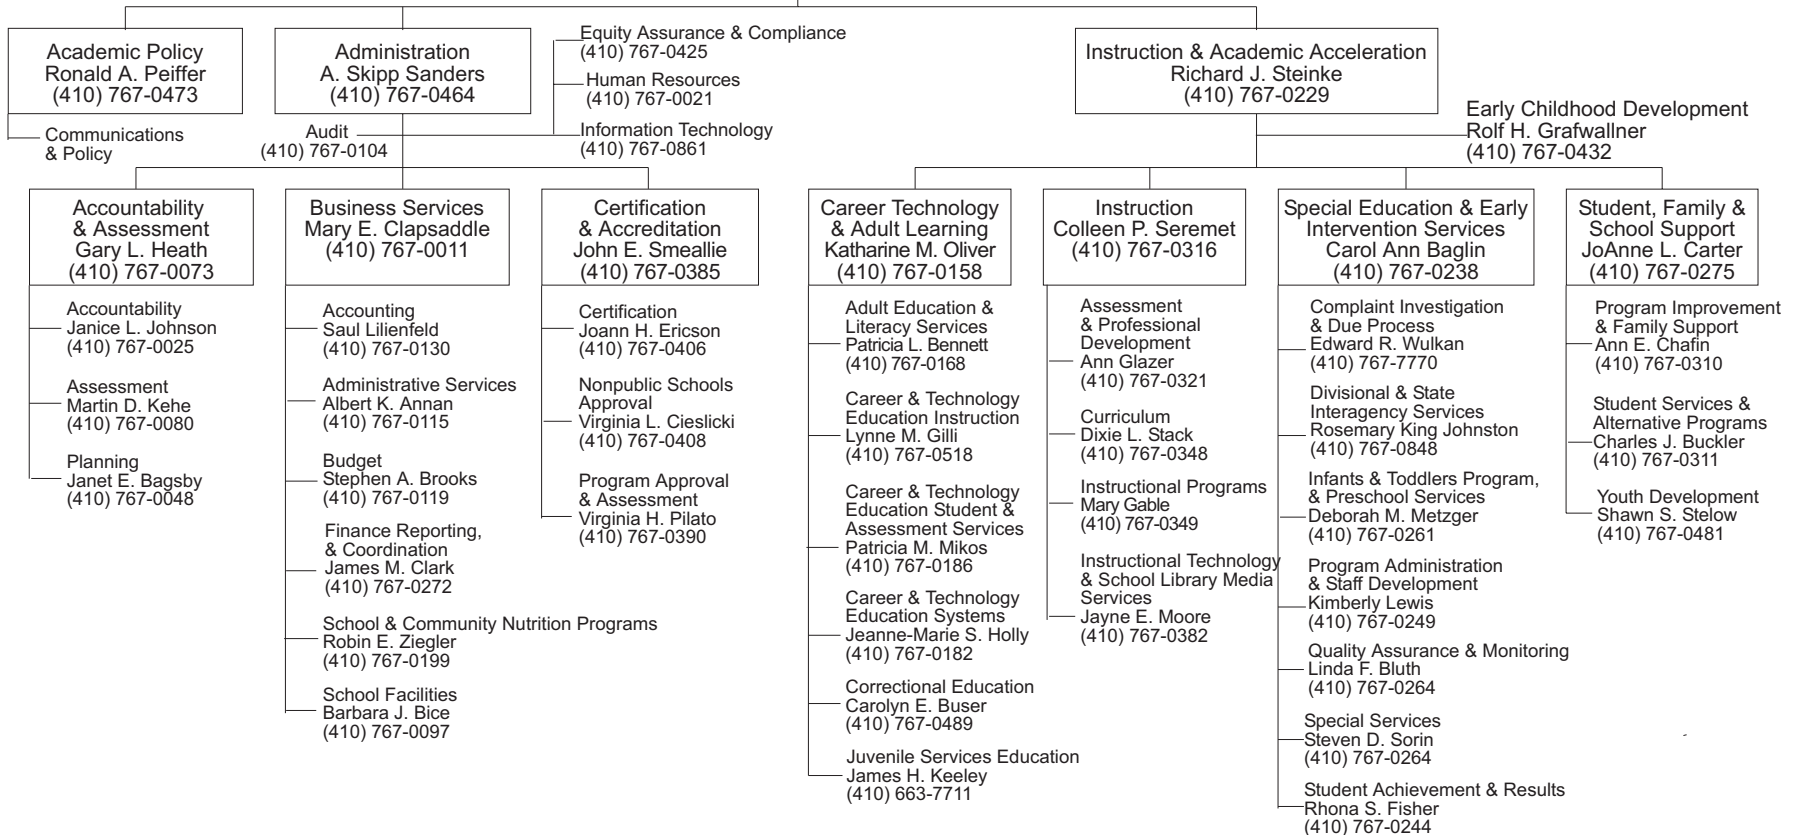 Academic Policy
Ronald A. Peiffer
(410) 767-0473
Communications
& Policy
Administration
A. Skipp Sanders
(410) 767-0464
Equity Assurance & Compliance
(410) 767-0425
Human Resources
(410) 767-0021
Audit
(410) 767-0104
Information Technology
(410) 767-0861
Instruction & Academic Acceleration
Richard J. Steinke
(410) 767-0229
Early Childhood Development
Rolf H. Grafwallner
(410) 767-0432
Accountability
& Assessment
Gary L. Heath
(410) 767-0073
Accountability
Janice L. Johnson
(410) 767-0025
Assessment
Martin D. Kehe
(410) 767-0080
Planning
Janet E. Bagsby
(410) 767-0048
Business Services
Mary E. Clapsaddle
(410) 767-0011
Accounting
Saul Lilienfeld
(410) 767-0130
Administrative Services
Albert K. Annan
(410) 767-0115
Budget
Stephen A. Brooks
(410) 767-0119
Finance Reporting,
& Coordination
James M. Clark
(410) 767-0272
School & Community Nutrition Programs
Robin E. Ziegler
(410) 767-0199
School Facilities
Barbara J. Bice
(410) 767-0097
Certification
& Accreditation
John E. Smeallie
(410) 767-0385
Certification
Joann H. Ericson
(410) 767-0406
Nonpublic Schools
Approval
Virginia L. Cieslicki
(410) 767-0408
Program Approval
& Assessment
Virginia H. Pilato
(410) 767-0390
Career Technology
& Adult Learning
Katharine M. Oliver
(410) 767-0158
Adult Education &
Literacy Services
Patricia L. Bennett
(410) 767-0168
Career & Technology
Education Instruction
Lynne M. Gilli
(410) 767-0518
Career & Technology
Education Student &
Assessment Services
Patricia M. Mikos
(410) 767-0186
Career & Technology
Education Systems
Jeanne-Marie S. Holly
(410) 767-0182
Correctional Education
Carolyn E. Buser
(410) 767-0489
Juvenile Services Education
James H. Keeley
(410) 663-7711
Instruction
Colleen P. Seremet
(410) 767-0316
Assessment
& Professional
Development
Ann Glazer
(410) 767-0321
Curriculum
Dixie L. Stack
(410) 767-0348
Instructional Programs
Mary Gable
(410) 767-0349
Instructional Technology
& School Library Media
Services
Jayne E. Moore
(410) 767-0382
Special Education & Early
Intervention Services
Carol Ann Baglin
(410) 767-0238
Complaint Investigation
& Due Process
Edward R. Wulkan
(410) 767-7770
Divisional & State
Interagency Services
Rosemary King Johnston
(410) 767-0848
Infants & Toddlers Program,
& Preschool Services
Deborah M. Metzger
(410) 767-0261
Program Administration
& Staff Development
Kimberly Lewis
(410) 767-0249
Quality Assurance & Monitoring
Linda F. Bluth
(410) 767-0264
Special Services
Steven D. Sorin
(410) 767-0264
Student Achievement & Results
Rhona S. Fisher
(410) 767-0244
Student, Family &
School Support
JoAnne L. Carter
(410) 767-0275
Program Improvement
& Family Support
Ann E. Chafin
(410) 767-0310
Student Services &
Alternative Programs
Charles J. Buckler
(410) 767-0311
Youth Development
Shawn S. Stelow
(410) 767-0481